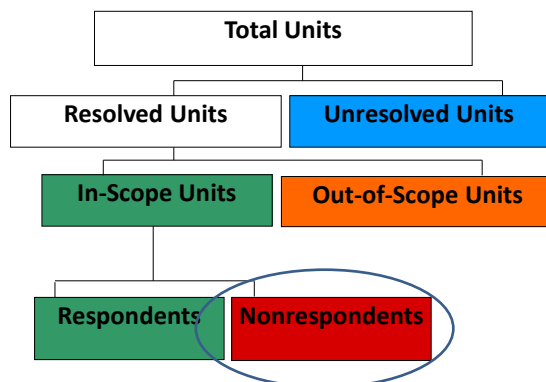 Total Units
Resolved Units
Unresolved Units
In-Scope Units
Out-of-Scope Units
Respondents
Nonrespondents